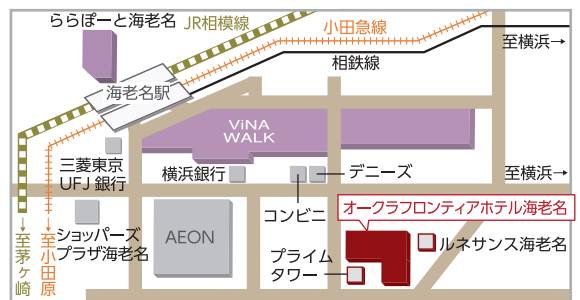 ららぽーと海老名
JR相模線
小田急線
至横浜→
相鉄線
海老名駅
ViNA
WALK
三菱東京
UFJ 銀行
横浜銀行
デニーズ
至横浜→
コンビニ
オークラフロンティアホテル海老名
ショッパーズ
プラザ海老名
AEON
プライム
タワー
ルネサンス海老名
←至茅ヶ崎
←至小田原